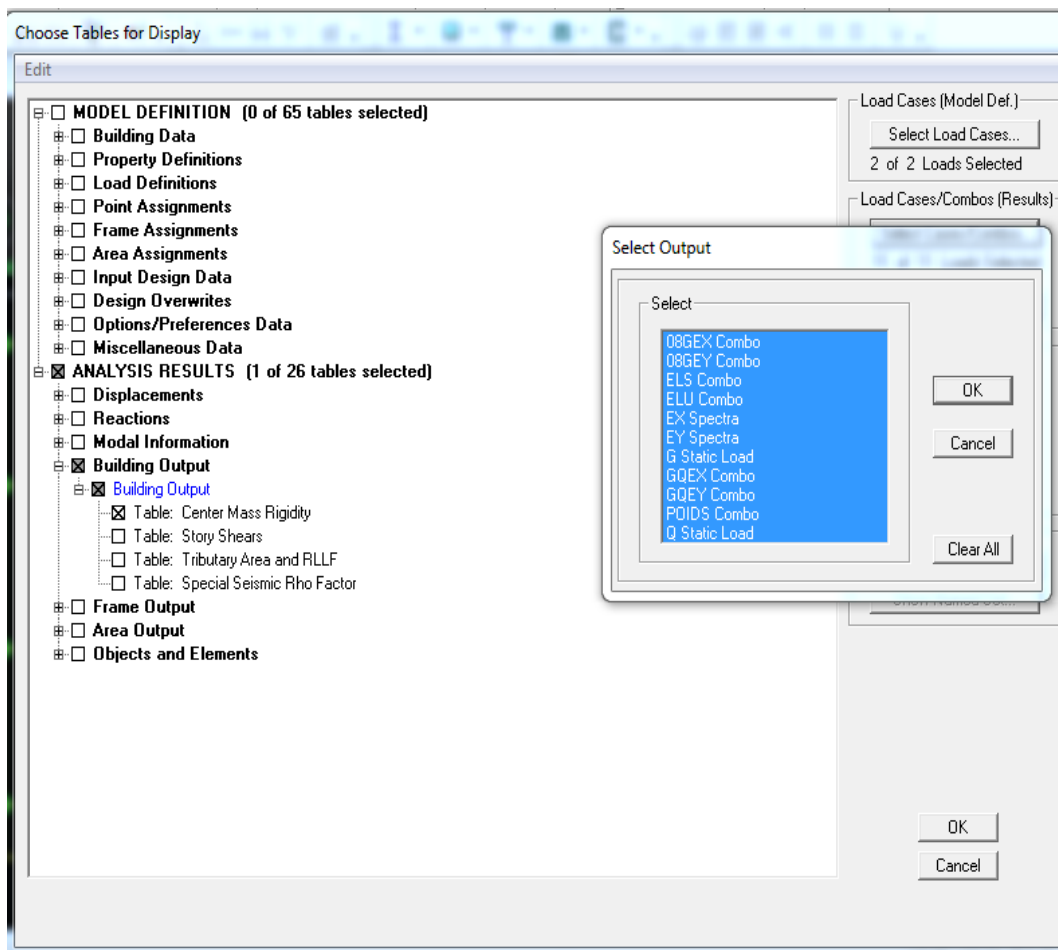 Choose Tables for Display
Edit
MODEL DEFINITION (0 of 65 tables selected)
Building Data
Property Definitions
Load Definitions
Point Assignments
Frame Assignments
Area Assignments
Input Design Data
Design Overwrites
Options/Preferences Data
Miscellaneous Data
ANALYSIS RESULTS (1 of 26 tables selected)
Displacements
Reactions
Modal Information
Building Output
Building Output
Table: Center Mass Rigidity
Table: Story Shears
Table: Tributary Area and RLLF
Table: Special Seismic Rho Factor
Frame Output
Area Output
Objects and Elements
Load Cases (Model Def.)
Select Load Cases...
2 of 2 Loads Selected
Load Cases/Combos (Results)
Select Output
Select
08GEX Combo
08GEY Combo
ELS Combo
ELU Combo
EX Spectra
EY Spectra
G Static Load
GQEX Combo
GQEY Combo
POIDS Combo
Q Static Load
OK
Cancel
Clear All
OK
Cancel